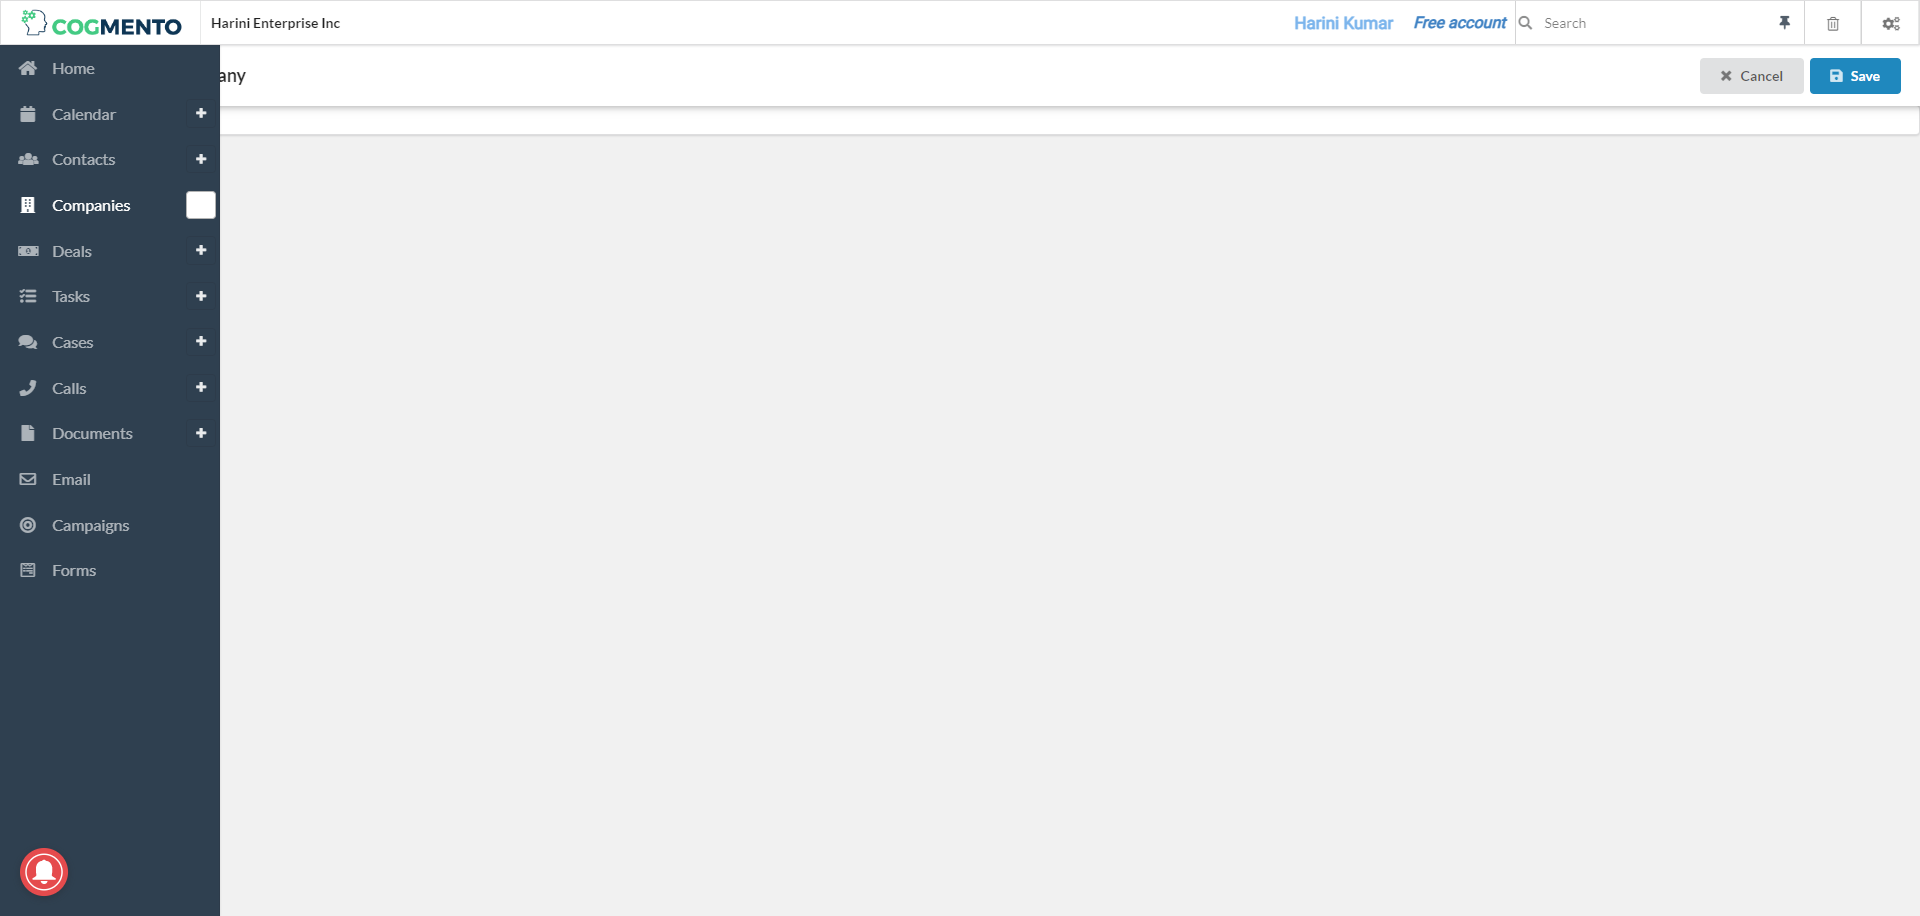 COGMENTO
Harini Enterprise Inc
Harini Kumar
Free account
Search
any
Cancel
Save
Home
Calendar
Contacts
Companies
Deals
Tasks
Cases
Calls
Documents
Email
Campaigns
Forms